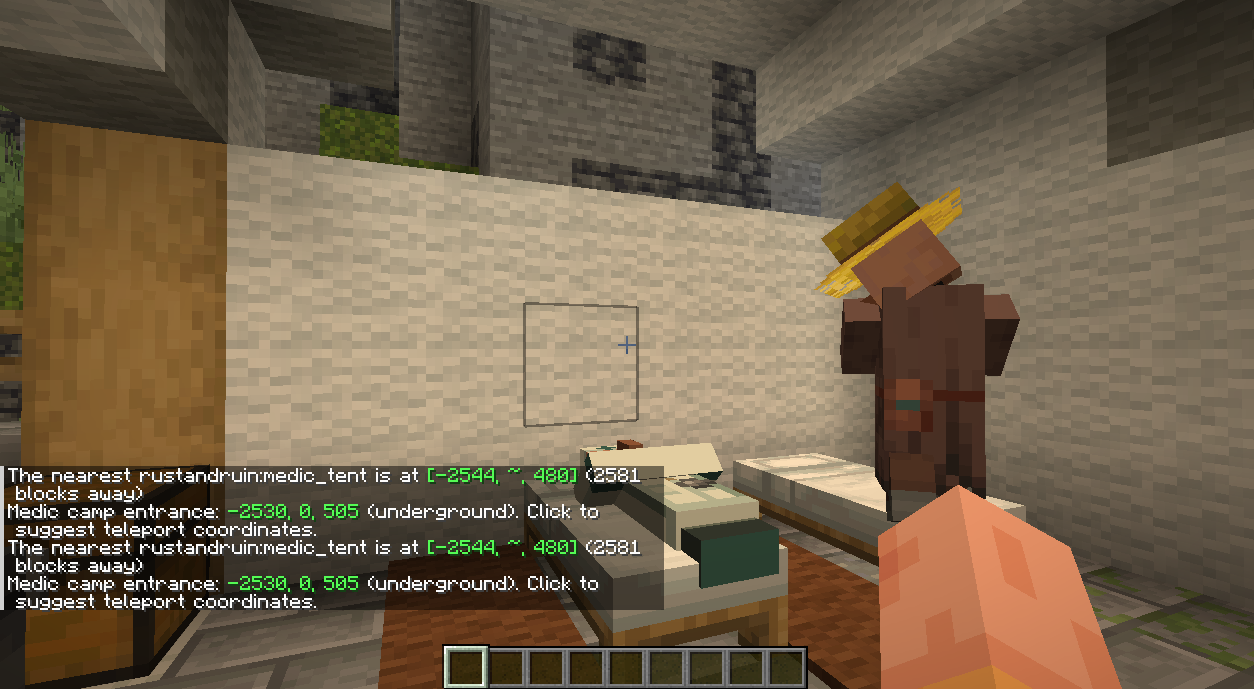 The nearest rustandruin:medic_tent is at [-2544, ~, 480] (2581
blocks away)
Medic camp entrance: -2530, 0, 505 (underground). Click to
suggest teleport coordinates.
The nearest rustandruin:medic_tent is at [-2544, ~, 480] (2581
blocks away)
Medic camp entrance: -2530, 0, 505 (underground). Click to
suggest teleport coordinates.